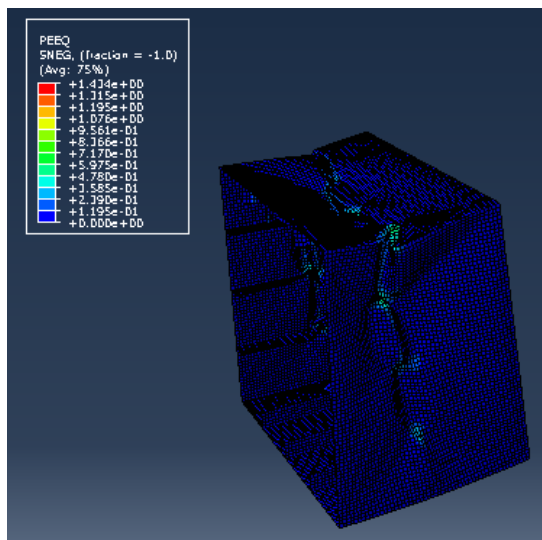 PEEQ
SNEG, (fraction = -1.0)
(Avg: 75%)
+1.434e+00
+1.315e+00
+1.195e+00
+1.076e+00
+9.561e-01
+8.366e-01
+7.170e-01
+5.975e-01
+4.780e-01
+3.585e-01
+2.390e-01
+1.195e-01
+0.000e+00